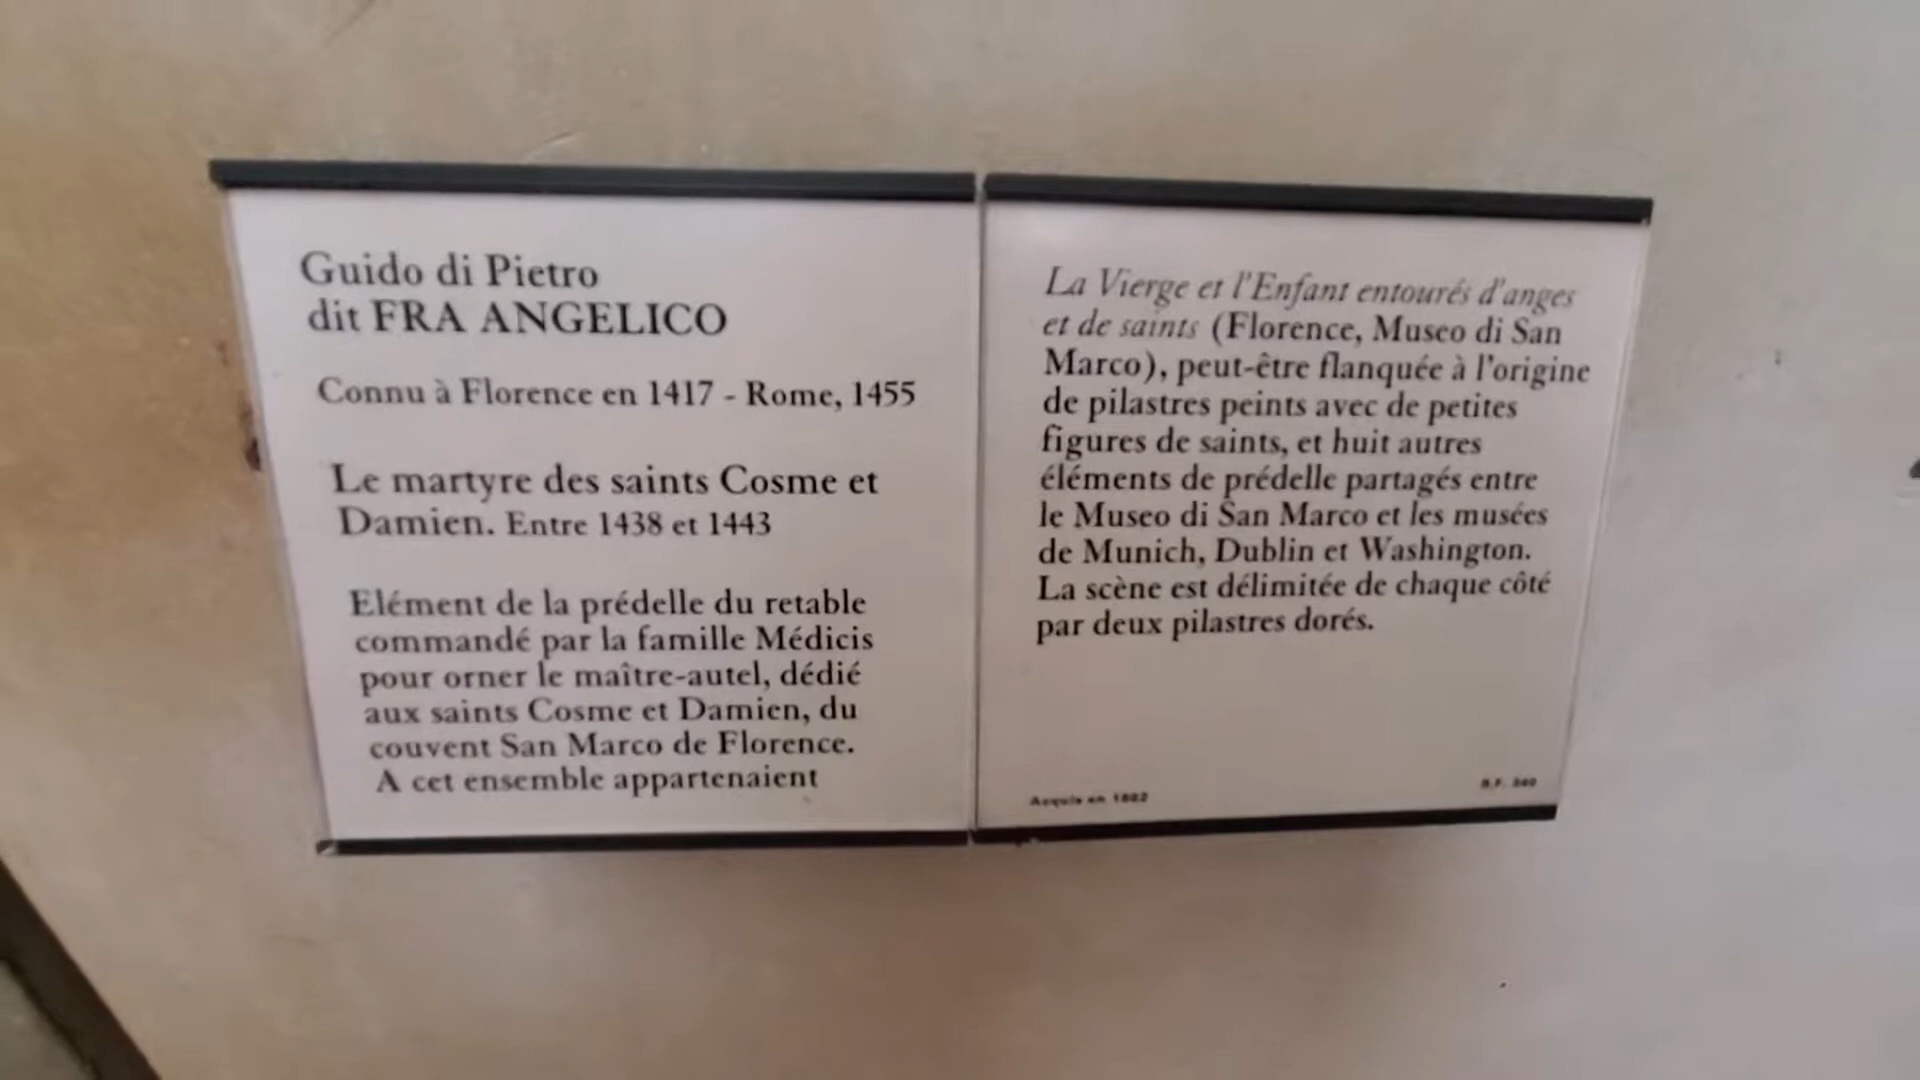 Guido di Pietro
dit FRA ANGELICO
Connu à Florence en 1417 - Rome, 1455
Le martyre des saints Cosme et
Damien. Entre 1438 et 1443
Elément de la prédelle du retable
commandé par la famille Médicis
pour orner le maître-autel, dédié
aux saints Cosme et Damien, du
couvent San Marco de Florence.
A cet ensemble appartenaient
La Vierge et l'Enfant entourés d'anges
et de saints (Florence, Museo di San
Marco), peut-être flanquée à l'origine
de pilastres peints avec de petites
figures de saints, et huit autres
éléments de prédelle partagés entre
le Museo di San Marco et les musées
de Munich, Dublin et Washington.
La scène est délimitée de chaque côté
par deux pilastres dorés.
Acquis en 1882